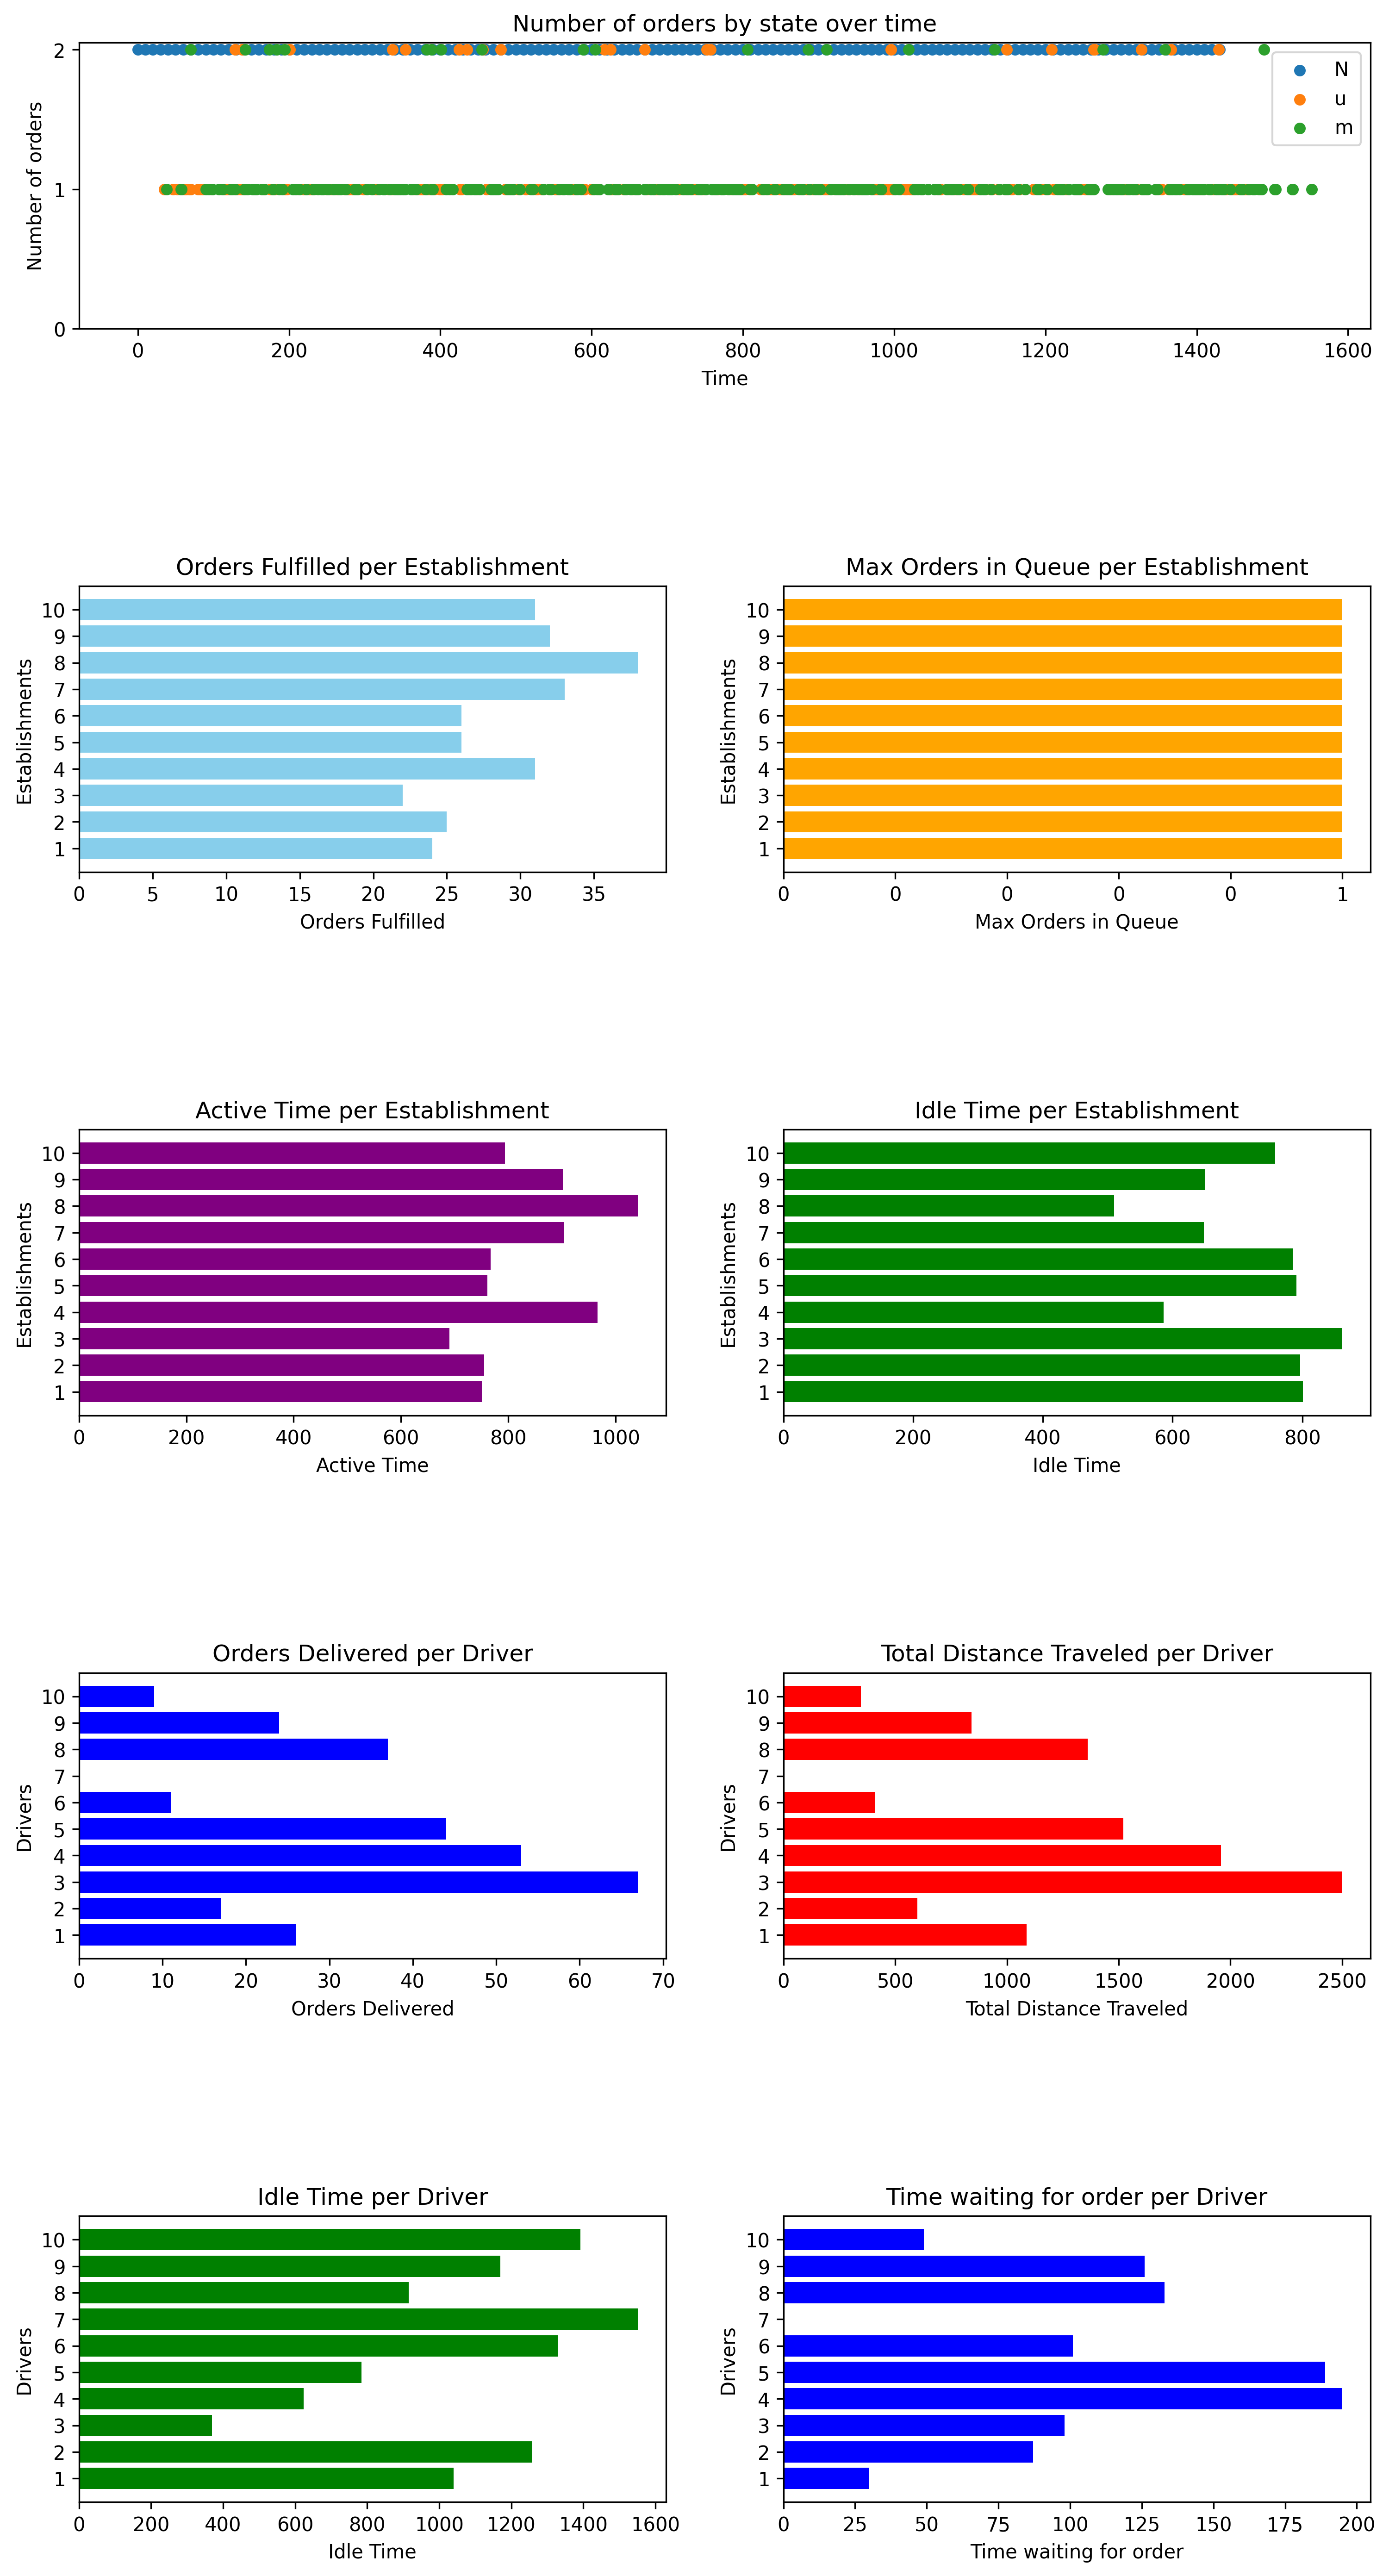 Number of orders by state over time
Number of orders
2
1
0
N
u
m
0 200 400 600 800 1000 1200 1400 1600
Time
Orders Fulfilled per Establishment
Establishments
10
9
8
7
6
5
4
3
2
1
0 5 10 15 20 25 30 35
Orders Fulfilled
Max Orders in Queue per Establishment
Establishments
10
9
8
7
6
5
4
3
2
1
0 0 0 0 0 1
Max Orders in Queue
Active Time per Establishment
Establishments
10
9
8
7
6
5
4
3
2
1
0 200 400 600 800 1000
Active Time
Idle Time per Establishment
Establishments
10
9
8
7
6
5
4
3
2
1
0 200 400 600 800
Idle Time
Orders Delivered per Driver
Drivers
10
9
8
7
6
5
4
3
2
1
0 10 20 30 40 50 60 70
Orders Delivered
Total Distance Traveled per Driver
Drivers
10
9
8
7
6
5
4
3
2
1
0 500 1000 1500 2000 2500
Total Distance Traveled
Idle Time per Driver
Drivers
10
9
8
7
6
5
4
3
2
1
0 200 400 600 800 1000 1200 1400 1600
Idle Time
Time waiting for order per Driver
Drivers
10
9
8
7
6
5
4
3
2
1
0 25 50 75 100 125 150 175 200
Time waiting for order